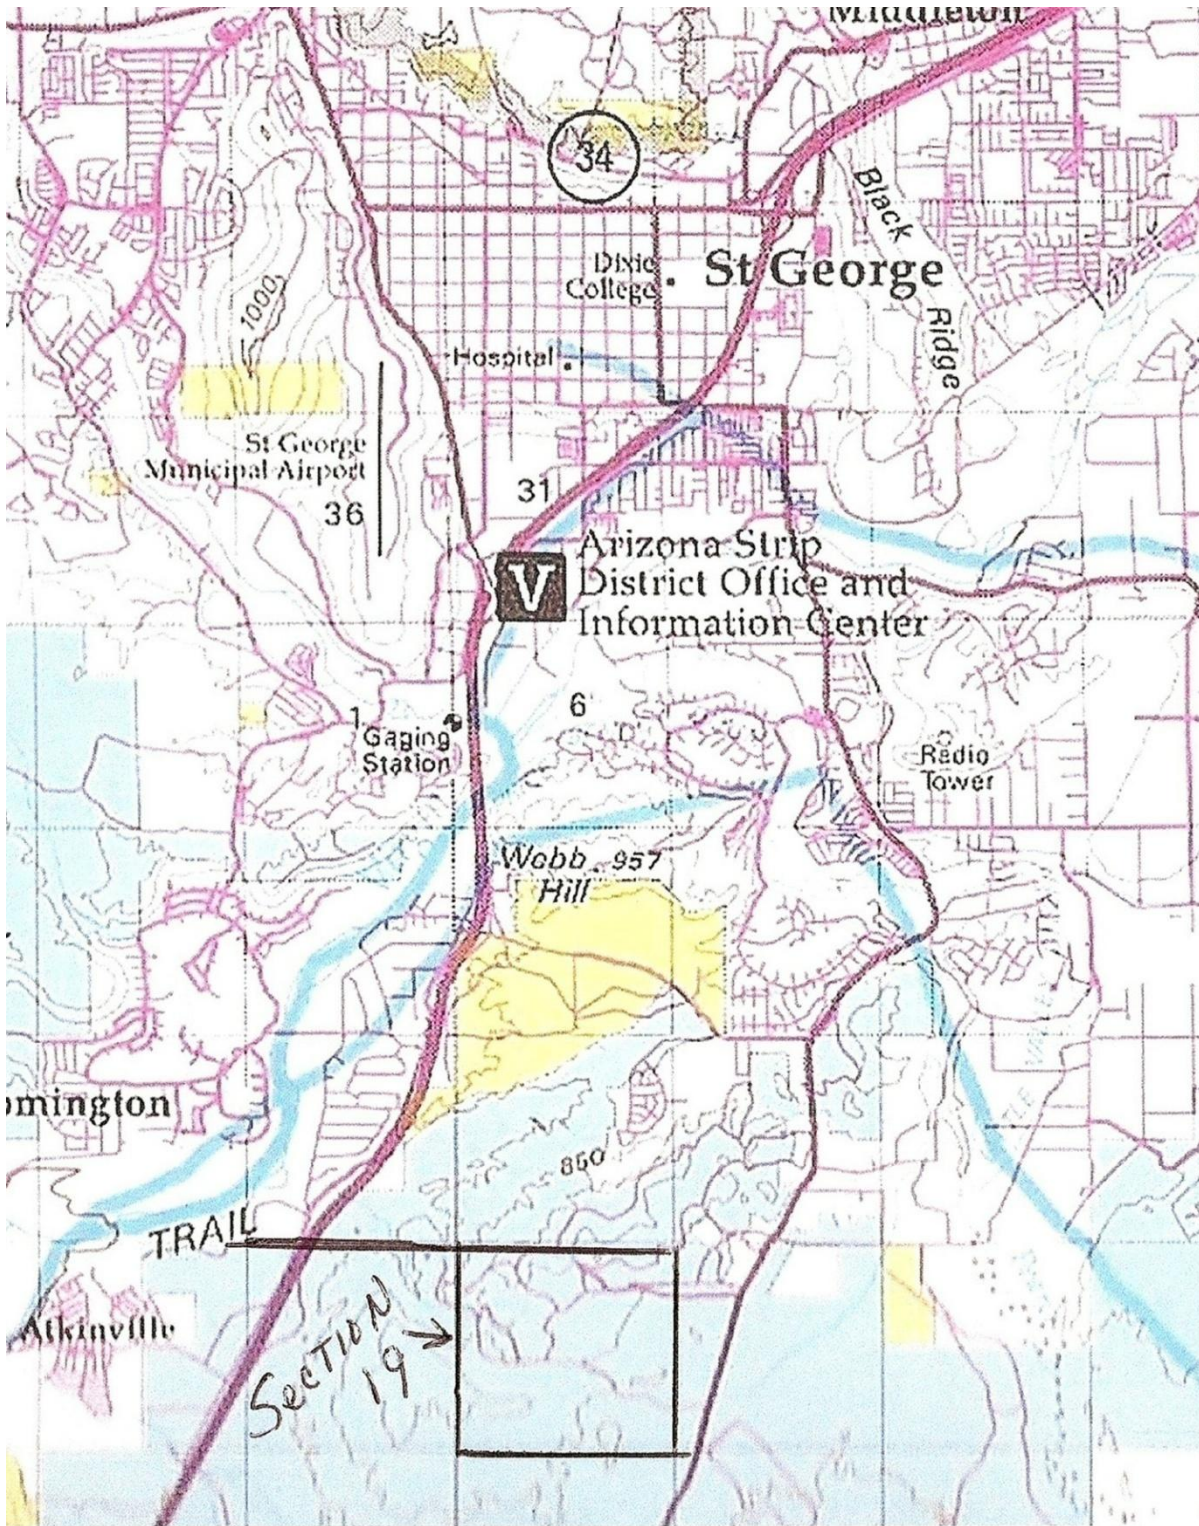 Middleton
34
Black
Ridge
Dixie
College
St George
1000
Hospital
St George
Municipal Airport
36
31
V
Arizona Strip
District Office and
Information Center
1
6
Gaging
Station
Radio
Tower
Webb 957
Hill
omington
850
TRAIL
Atkinville
SECTION
19